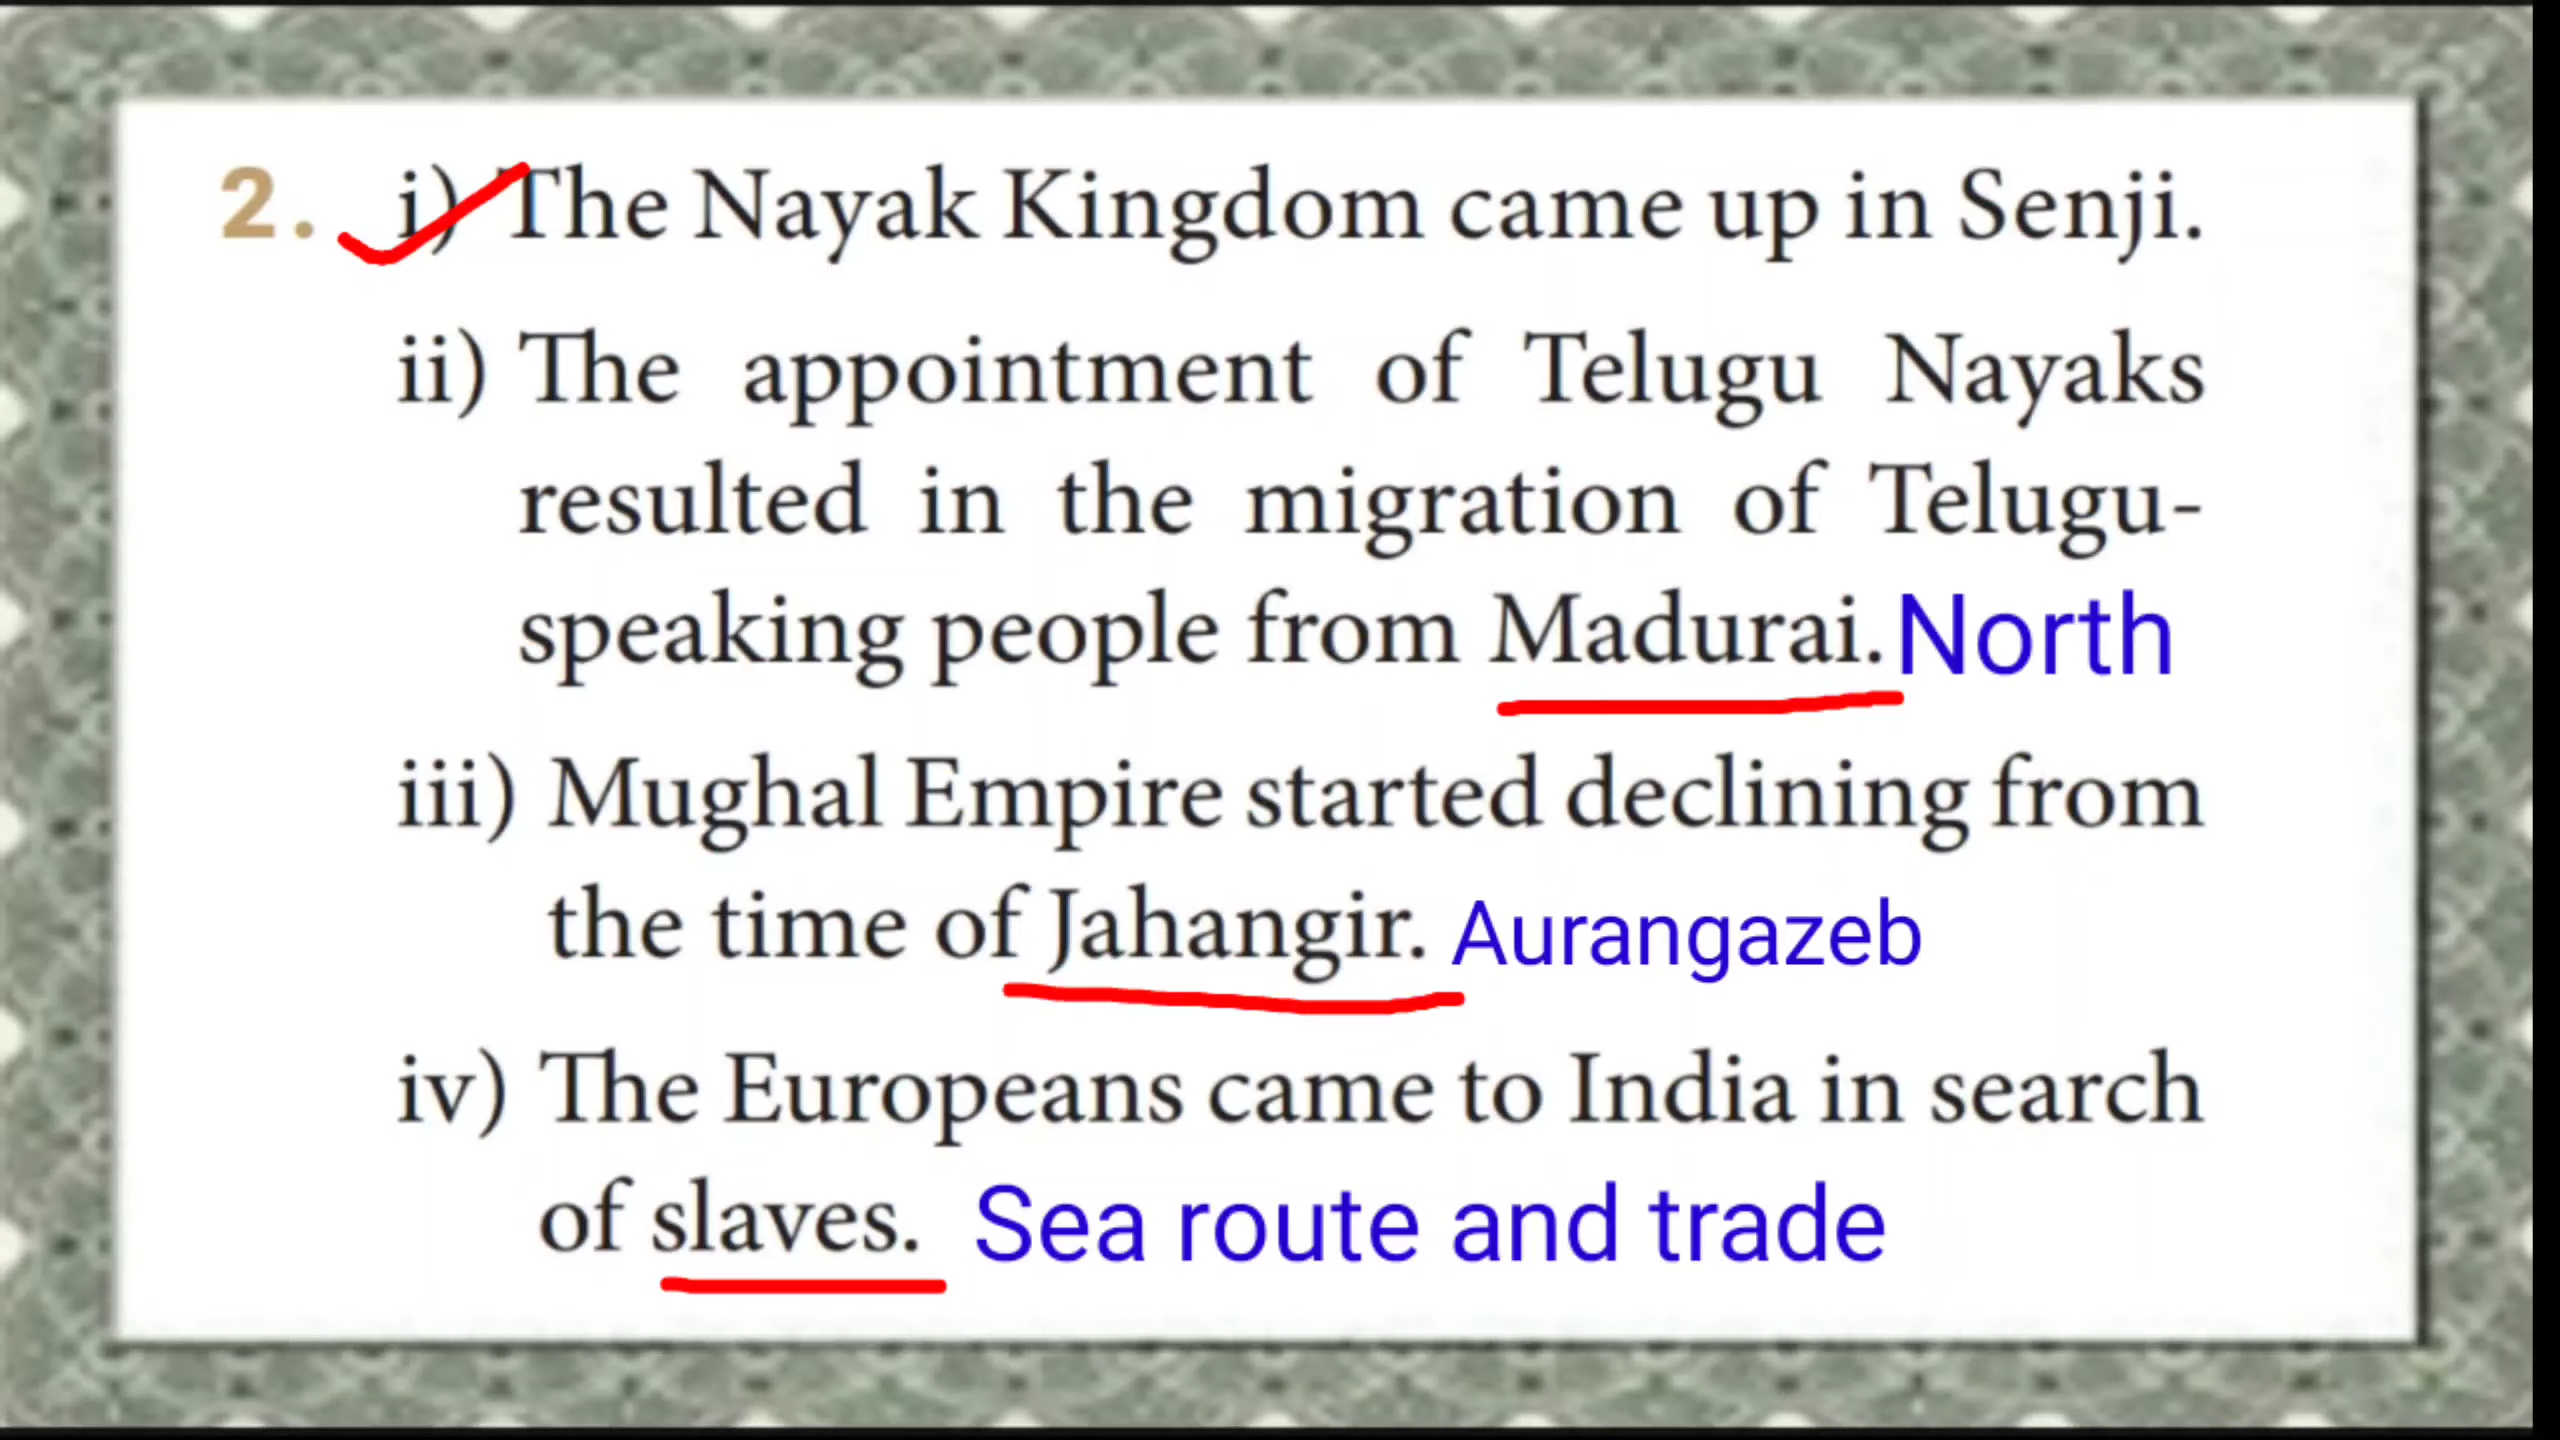 2. i) The Nayak Kingdom came up in Senji.
ii) The appointment of Telugu Nayaks
resulted in the migration of Telugu-
speaking people from Madurai. North
iii) Mughal Empire started declining from
the time of Jahangir. Aurangazeb
iv) The Europeans came to India in search
of slaves. Sea route and trade